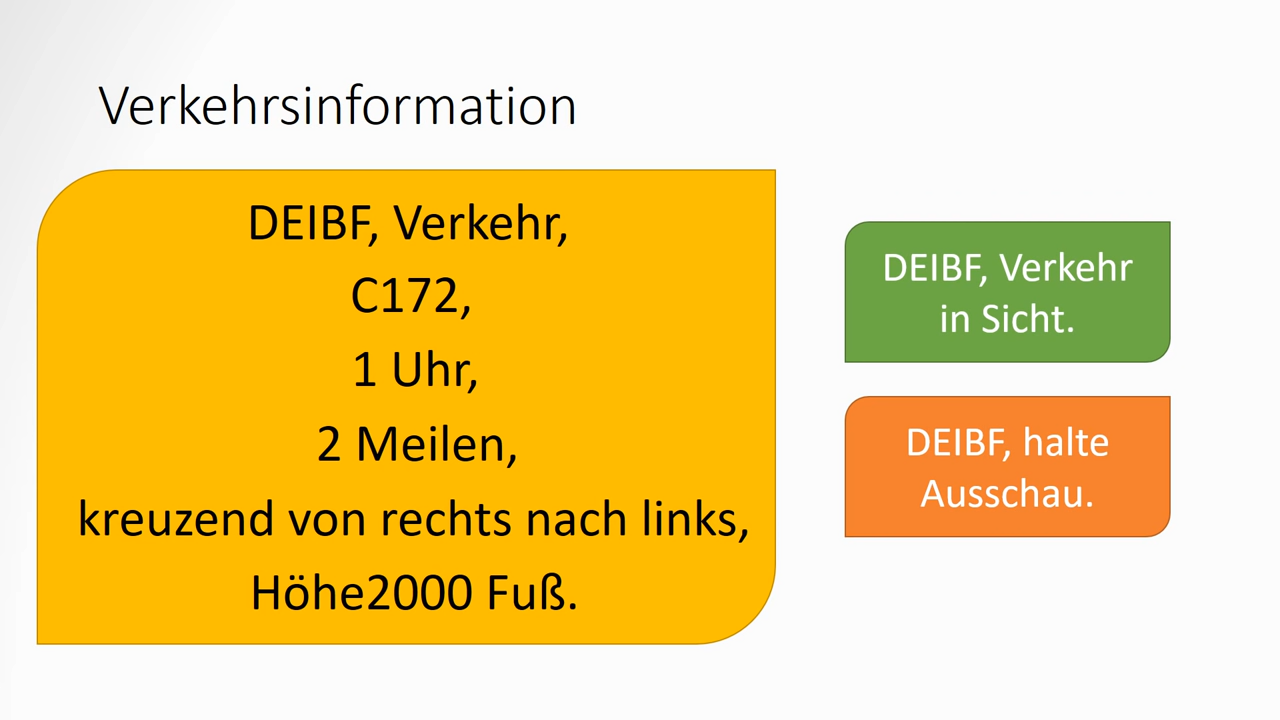 Verkehrsinformation
DEIBF, Verkehr,
C172,
1 Uhr,
2 Meilen,
kreuzend von rechts nach links,
Höhe2000 Fuß.
DEIBF, Verkehr
in Sicht.
DEIBF, halte
Ausschau.